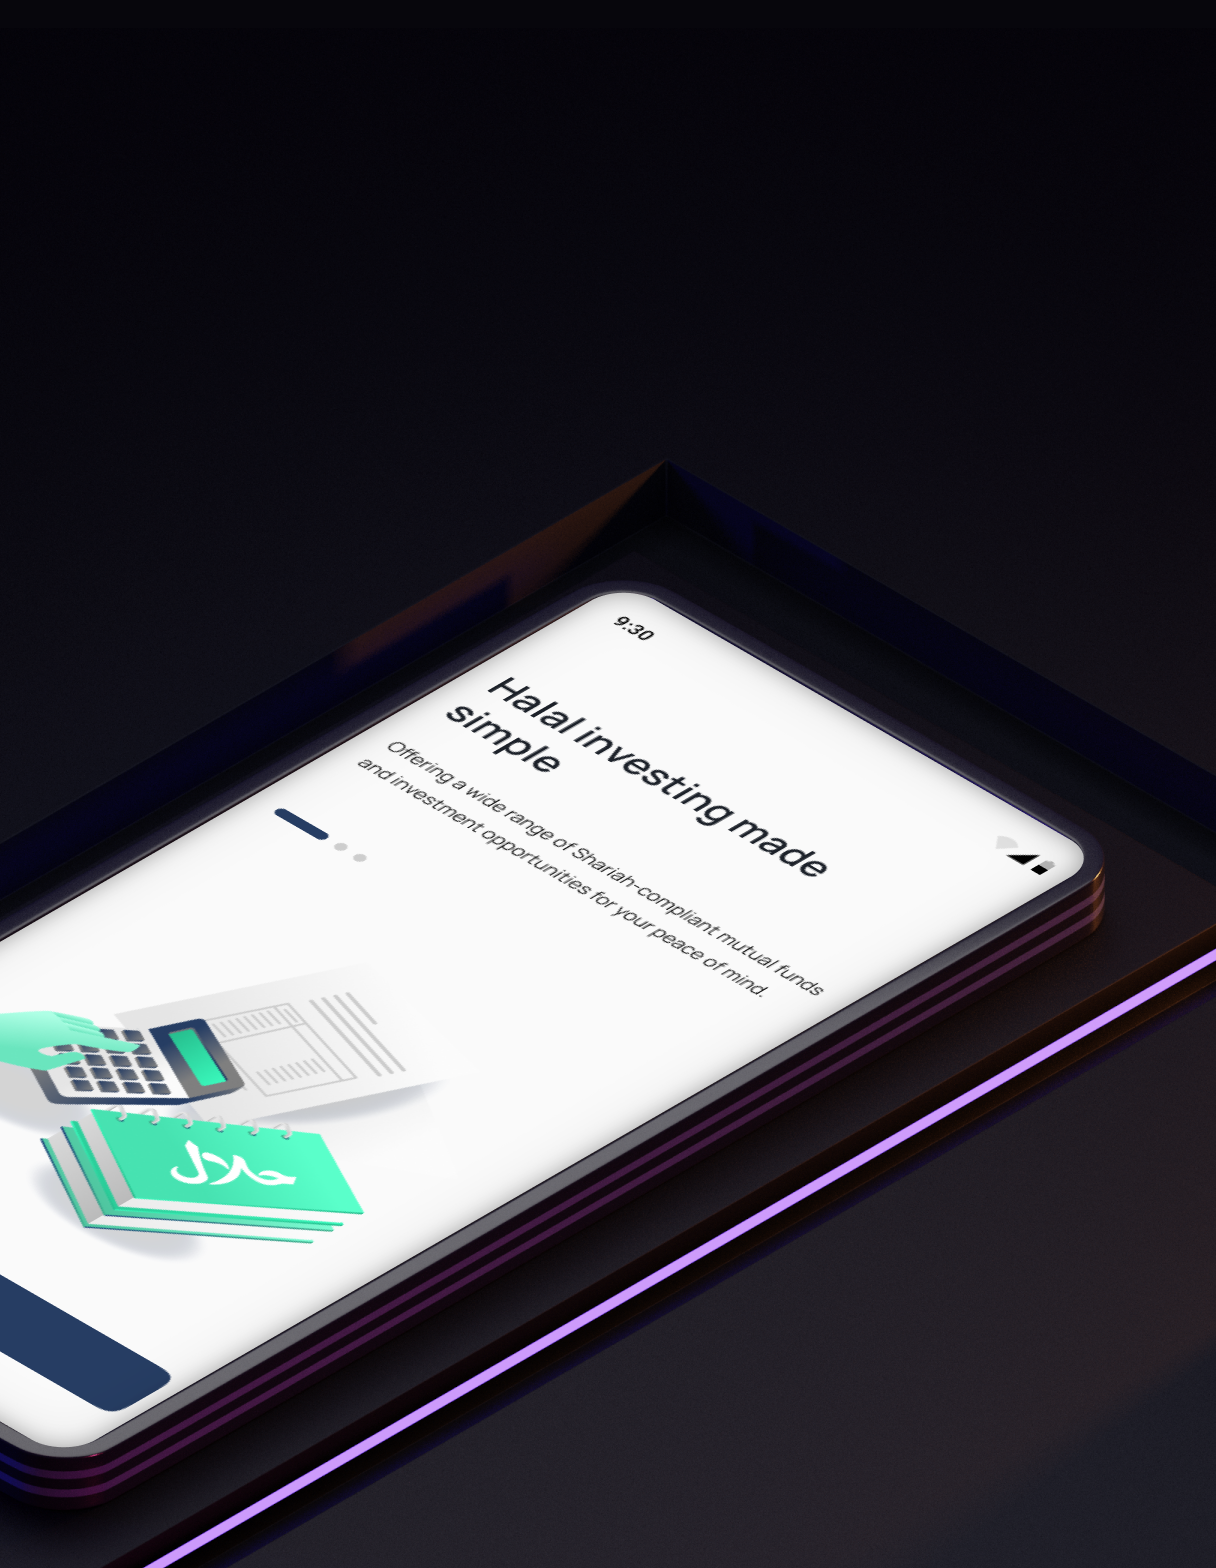 9:30
Halal investing made
simple
Offering a wide range of Shariah-compliant mutual funds
and investment opportunities for your peace of mind.
حلال